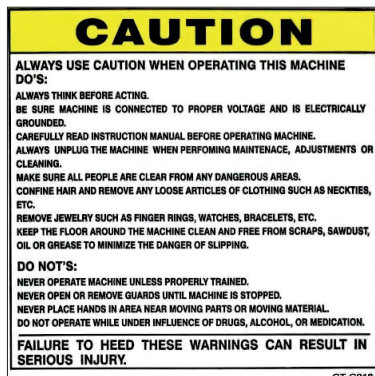 CAUTION
ALWAYS USE CAUTION WHEN OPERATING THIS MACHINE
DO'S:
ALWAYS THINK BEFORE ACTING.
BE SURE MACHINE IS CONNECTED TO PROPER VOLTAGE AND IS ELECTRICALLY
GROUNDED.
CAREFULLY READ INSTRUCTION MANUAL BEFORE OPERATING MACHINE.
ALWAYS UNPLUG THE MACHINE WHEN PERFOMING MAINTENACE, ADJUSTMENTS OR
CLEANING.
MAKE SURE ALL PEOPLE ARE CLEAR FROM ANY DANGEROUS AREAS.
CONFINE HAIR AND REMOVE ANY LOOSE ARTICLES OF CLOTHING SUCH AS NECKTIES,
ETC.
REMOVE JEWELRY SUCH AS FINGER RINGS, WATCHES, BRACELETS, ETC.
KEEP THE FLOOR AROUND THE MACHINE CLEAN AND FREE FROM SCRAPS, SAWDUST,
OIL OR GREASE TO MINIMIZE THE DANGER OF SLIPPING.
DO NOT'S:
NEVER OPERATE MACHINE UNLESS PROPERLY TRAINED.
NEVER OPEN OR REMOVE GUARDS UNTIL MACHINE IS STOPPED.
NEVER PLACE HANDS IN AREA NEAR MOVING PARTS OR MOVING MATERIAL.
DO NOT OPERATE WHILE UNDER INFLUENCE OF DRUGS, ALCOHOL, OR MEDICATION.
FAILURE TO HEED THESE WARNINGS CAN RESULT IN
SERIOUS INJURY.